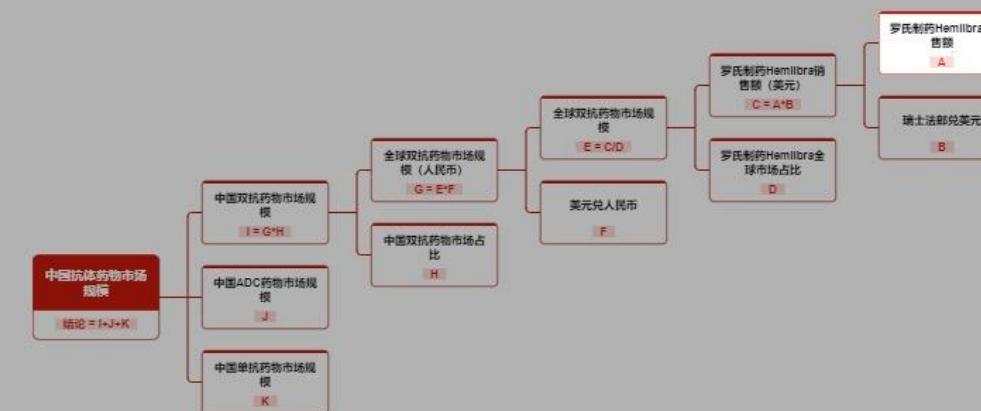 罗氏制药Hemlibra
售额
A
罗氏制药Hemlibra销
售额（美元）
C = A*B
全球双抗药物市场规
模
E = C/D
瑞士法郎兑美元
B
全球双抗药物市场规
模（人民币）
G = E*F
罗氏制药Hemlibra全
球市场占比
D
中国双抗药物市场规
模
I = G*H
美元兑人民币
F
中国双抗药物市场占
比
H
中国抗体药物市场
规模
结论 = I+J+K
中国ADC药物市场规
模
J
中国单抗药物市场规
模
K